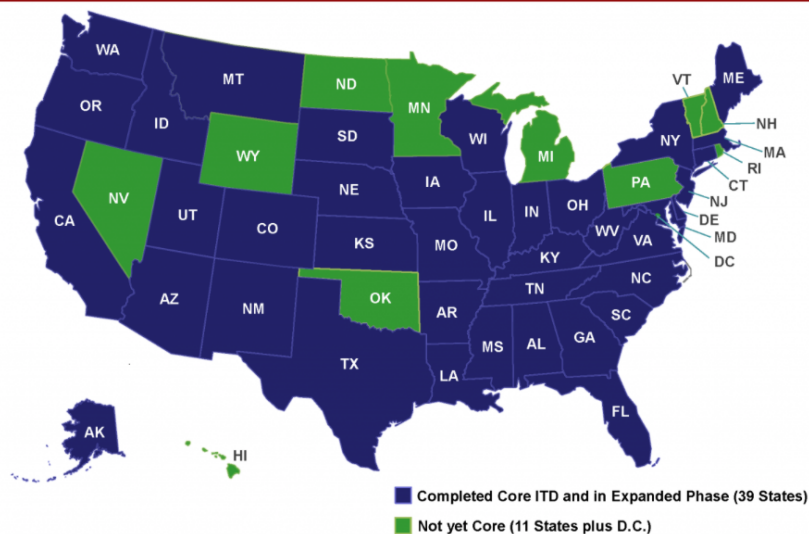 WA
MT
ND
MN
VT
ME
OR
ID
SD
WI
NH
WY
MI
NY
MA
RI
NV
NE
IA
PA
CT
NJ
CA
UT
CO
IL
IN
OH
DE
WV
MD
KS
MO
KY
VA
DC
AZ
NM
OK
AR
TN
NC
SC
MS
AL
GA
TX
LA
FL
AK
HI
Completed Core ITD and in Expanded Phase (39 States)
Not yet Core (11 States plus D.C.)